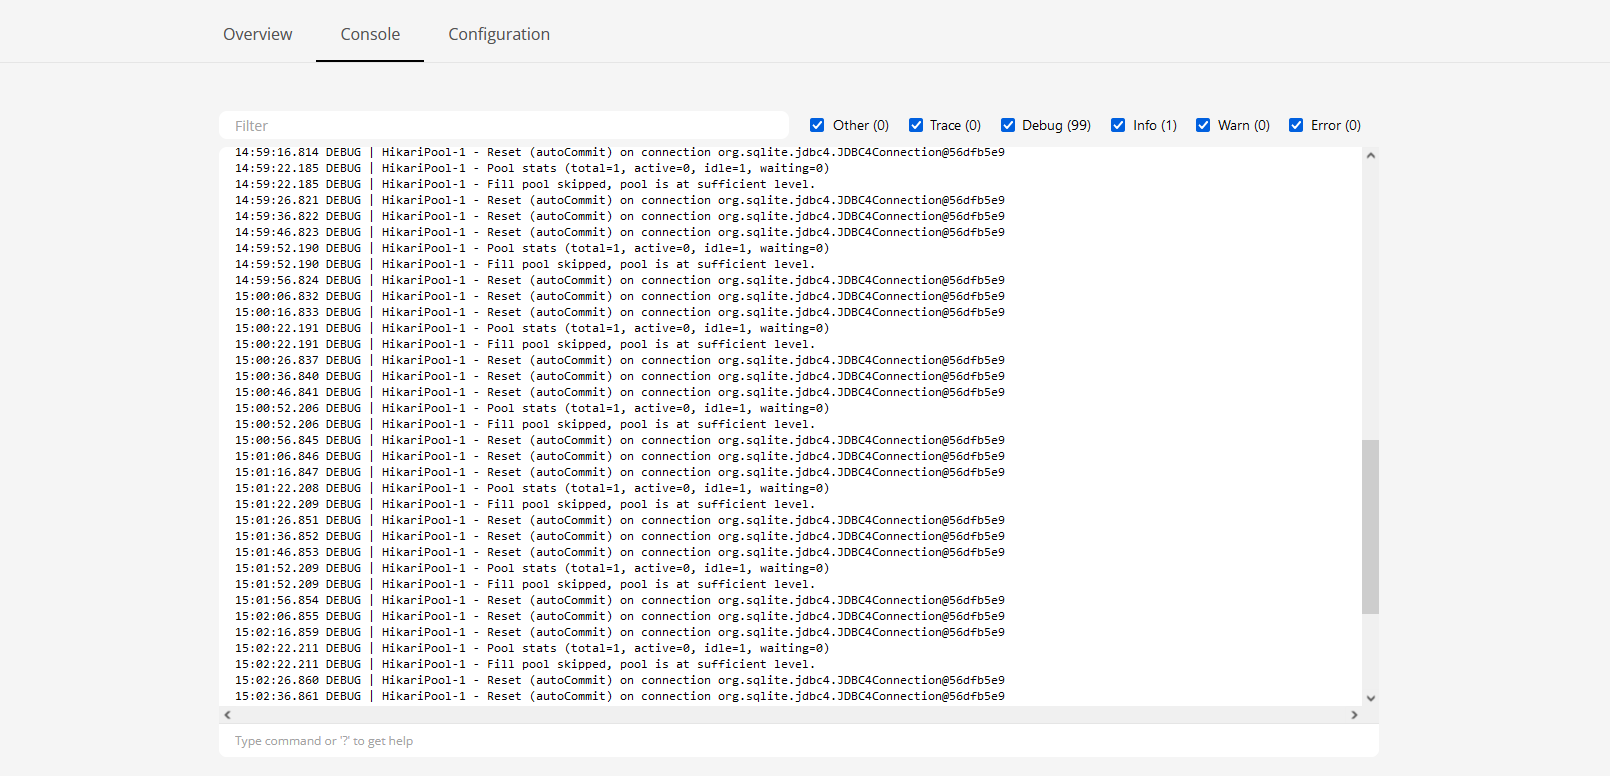 Overview Console Configuration
Filter Other (0) Trace (0) Debug (99) Info (1) Warn (0) Error (0)
14:59:16.814 DEBUG | HikariPool-1 - Reset (autoCommit) on connection org.sqlite.jdbc4.JDBC4Connection@56dfb5e9
14:59:22.185 DEBUG | HikariPool-1 - Pool stats (total=1, active=0, idle=1, waiting=0)
14:59:22.185 DEBUG | HikariPool-1 - Fill pool skipped, pool is at sufficient level.
14:59:26.821 DEBUG | HikariPool-1 - Reset (autoCommit) on connection org.sqlite.jdbc4.JDBC4Connection@56dfb5e9
14:59:36.822 DEBUG | HikariPool-1 - Reset (autoCommit) on connection org.sqlite.jdbc4.JDBC4Connection@56dfb5e9
14:59:46.823 DEBUG | HikariPool-1 - Reset (autoCommit) on connection org.sqlite.jdbc4.JDBC4Connection@56dfb5e9
14:59:52.190 DEBUG | HikariPool-1 - Pool stats (total=1, active=0, idle=1, waiting=0)
14:59:52.190 DEBUG | HikariPool-1 - Fill pool skipped, pool is at sufficient level.
14:59:56.824 DEBUG | HikariPool-1 - Reset (autoCommit) on connection org.sqlite.jdbc4.JDBC4Connection@56dfb5e9
15:00:06.832 DEBUG | HikariPool-1 - Reset (autoCommit) on connection org.sqlite.jdbc4.JDBC4Connection@56dfb5e9
15:00:16.833 DEBUG | HikariPool-1 - Reset (autoCommit) on connection org.sqlite.jdbc4.JDBC4Connection@56dfb5e9
15:00:22.191 DEBUG | HikariPool-1 - Pool stats (total=1, active=0, idle=1, waiting=0)
15:00:22.191 DEBUG | HikariPool-1 - Fill pool skipped, pool is at sufficient level.
15:00:26.837 DEBUG | HikariPool-1 - Reset (autoCommit) on connection org.sqlite.jdbc4.JDBC4Connection@56dfb5e9
15:00:36.840 DEBUG | HikariPool-1 - Reset (autoCommit) on connection org.sqlite.jdbc4.JDBC4Connection@56dfb5e9
15:00:46.841 DEBUG | HikariPool-1 - Reset (autoCommit) on connection org.sqlite.jdbc4.JDBC4Connection@56dfb5e9
15:00:52.206 DEBUG | HikariPool-1 - Pool stats (total=1, active=0, idle=1, waiting=0)
15:00:52.206 DEBUG | HikariPool-1 - Fill pool skipped, pool is at sufficient level.
15:00:56.845 DEBUG | HikariPool-1 - Reset (autoCommit) on connection org.sqlite.jdbc4.JDBC4Connection@56dfb5e9
15:01:06.846 DEBUG | HikariPool-1 - Reset (autoCommit) on connection org.sqlite.jdbc4.JDBC4Connection@56dfb5e9
15:01:16.847 DEBUG | HikariPool-1 - Reset (autoCommit) on connection org.sqlite.jdbc4.JDBC4Connection@56dfb5e9
15:01:22.208 DEBUG | HikariPool-1 - Pool stats (total=1, active=0, idle=1, waiting=0)
15:01:22.209 DEBUG | HikariPool-1 - Fill pool skipped, pool is at sufficient level.
15:01:26.851 DEBUG | HikariPool-1 - Reset (autoCommit) on connection org.sqlite.jdbc4.JDBC4Connection@56dfb5e9
15:01:36.852 DEBUG | HikariPool-1 - Reset (autoCommit) on connection org.sqlite.jdbc4.JDBC4Connection@56dfb5e9
15:01:46.853 DEBUG | HikariPool-1 - Reset (autoCommit) on connection org.sqlite.jdbc4.JDBC4Connection@56dfb5e9
15:01:52.209 DEBUG | HikariPool-1 - Pool stats (total=1, active=0, idle=1, waiting=0)
15:01:52.209 DEBUG | HikariPool-1 - Fill pool skipped, pool is at sufficient level.
15:01:56.854 DEBUG | HikariPool-1 - Reset (autoCommit) on connection org.sqlite.jdbc4.JDBC4Connection@56dfb5e9
15:02:06.855 DEBUG | HikariPool-1 - Reset (autoCommit) on connection org.sqlite.jdbc4.JDBC4Connection@56dfb5e9
15:02:16.859 DEBUG | HikariPool-1 - Reset (autoCommit) on connection org.sqlite.jdbc4.JDBC4Connection@56dfb5e9
15:02:22.211 DEBUG | HikariPool-1 - Pool stats (total=1, active=0, idle=1, waiting=0)
15:02:22.211 DEBUG | HikariPool-1 - Fill pool skipped, pool is at sufficient level.
15:02:26.860 DEBUG | HikariPool-1 - Reset (autoCommit) on connection org.sqlite.jdbc4.JDBC4Connection@56dfb5e9
15:02:36.861 DEBUG | HikariPool-1 - Reset (autoCommit) on connection org.sqlite.jdbc4.JDBC4Connection@56dfb5e9
Type command or '?' to get help